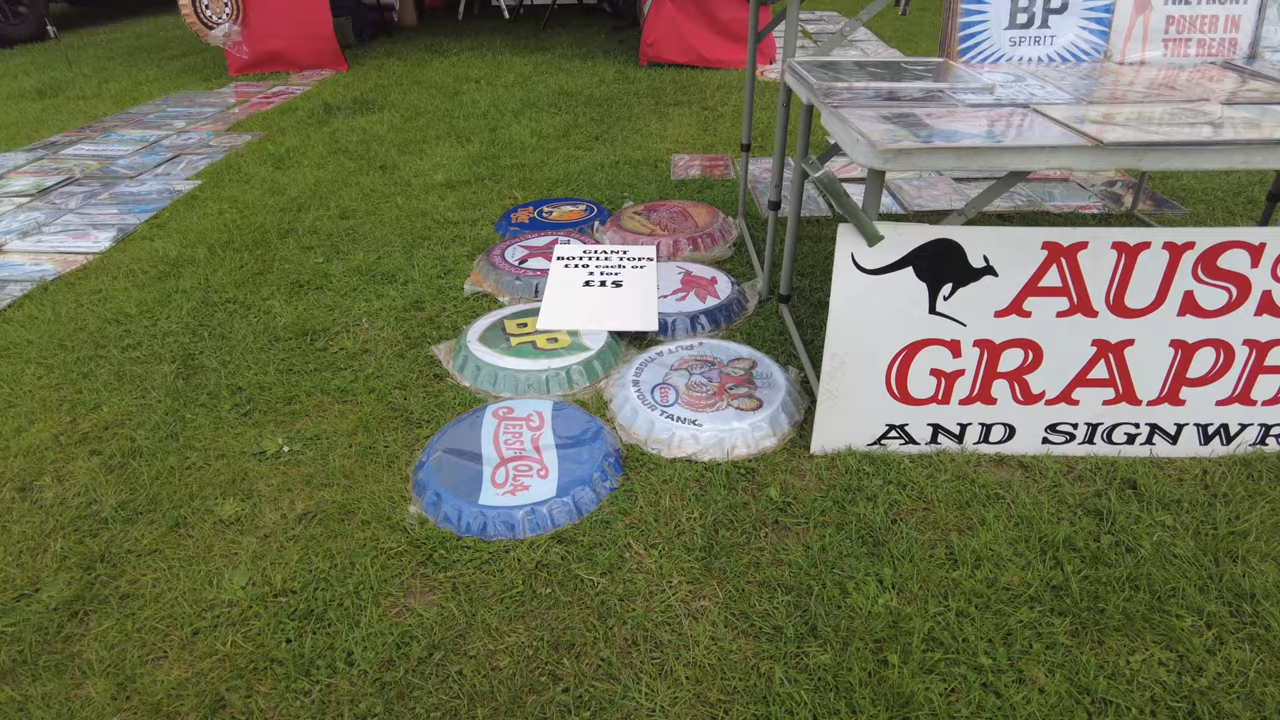 BP
SPIRIT
POKER IN
THE REAR
GIANT
BOTTLE TOPS
£10 each or
2 for
£15
BP
PUT A TIGER IN YOUR TANK.
ESSO
PEPSI-COLA
AUSS
GRAPH
AND SIGNWR